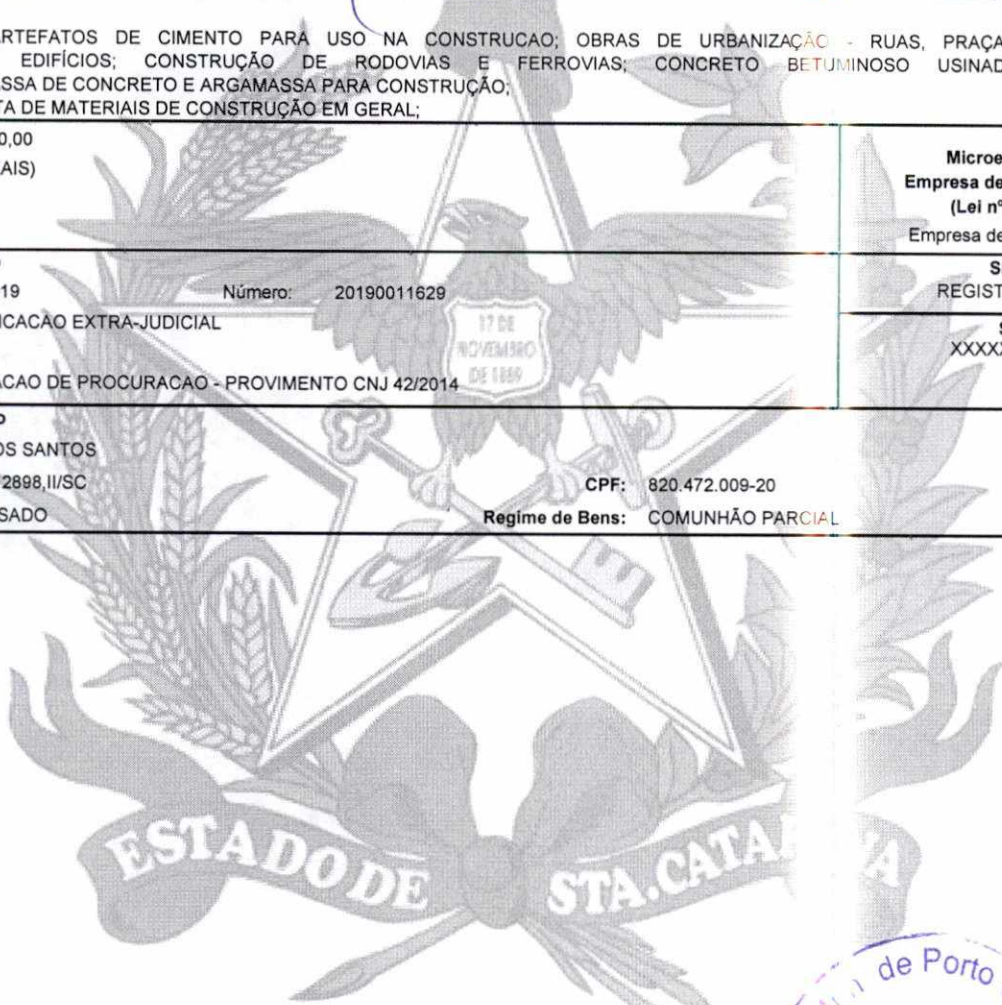 ARTEFATOS DE CIMENTO PARA USO NA CONSTRUCAO; OBRAS DE URBANIZAÇÃO - RUAS, PRAÇA
EDIFÍCIOS; CONSTRUÇÃO DE RODOVIAS E FERROVIAS; CONCRETO BETUMINOSO USINAD
SSA DE CONCRETO E ARGAMASSA PARA CONSTRUÇÃO;
TA DE MATERIAIS DE CONSTRUÇÃO EM GERAL;
0,00
AIS)
Microe
Empresa de
(Lei nº
Empresa de
19 Número: 20190011629
S
REGIST
ICACAO EXTRA-JUDICIAL
S
XXXXX
ACAO DE PROCURACAO - PROVIMENTO CNJ 42/2014
o
OS SANTOS
2898,II/SC CPF: 820.472.009-20
SADO Regime de Bens: COMUNHÃO PARCIAL
17 DE
NOVEMBRO
DE 1889
ESTADO DE STA. CATA A
de Porto